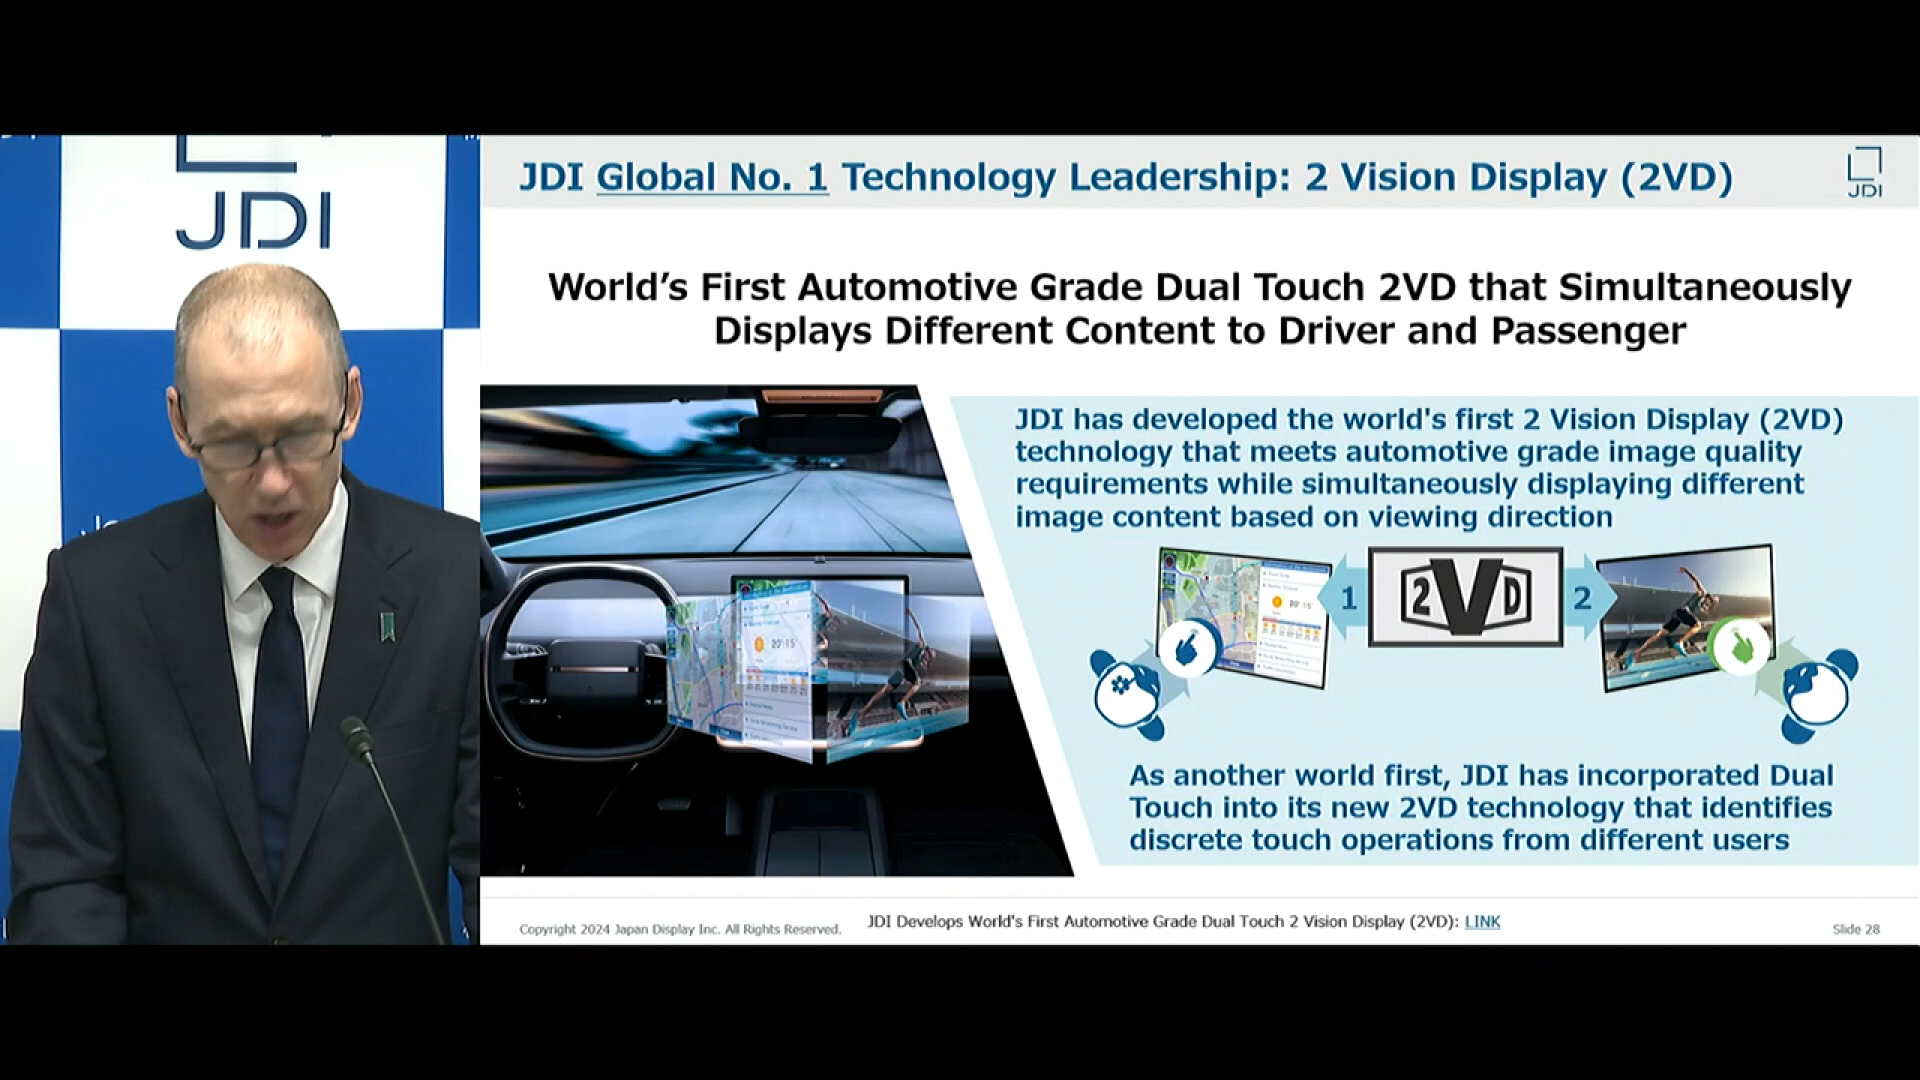 JDI
JDI Global No. 1 Technology Leadership: 2 Vision Display (2VD)
JDI
World's First Automotive Grade Dual Touch 2VD that Simultaneously
Displays Different Content to Driver and Passenger
JDI has developed the world's first 2 Vision Display (2VD)
technology that meets automotive grade image quality
requirements while simultaneously displaying different
image content based on viewing direction
1
2VD
2
20° 15°
20° 15°
As another world first, JDI has incorporated Dual
Touch into its new 2VD technology that identifies
discrete touch operations from different users
Copyright 2024 Japan Display Inc. All Rights Reserved.
JDI Develops World's First Automotive Grade Dual Touch 2 Vision Display (2VD): LINK
Slide 28